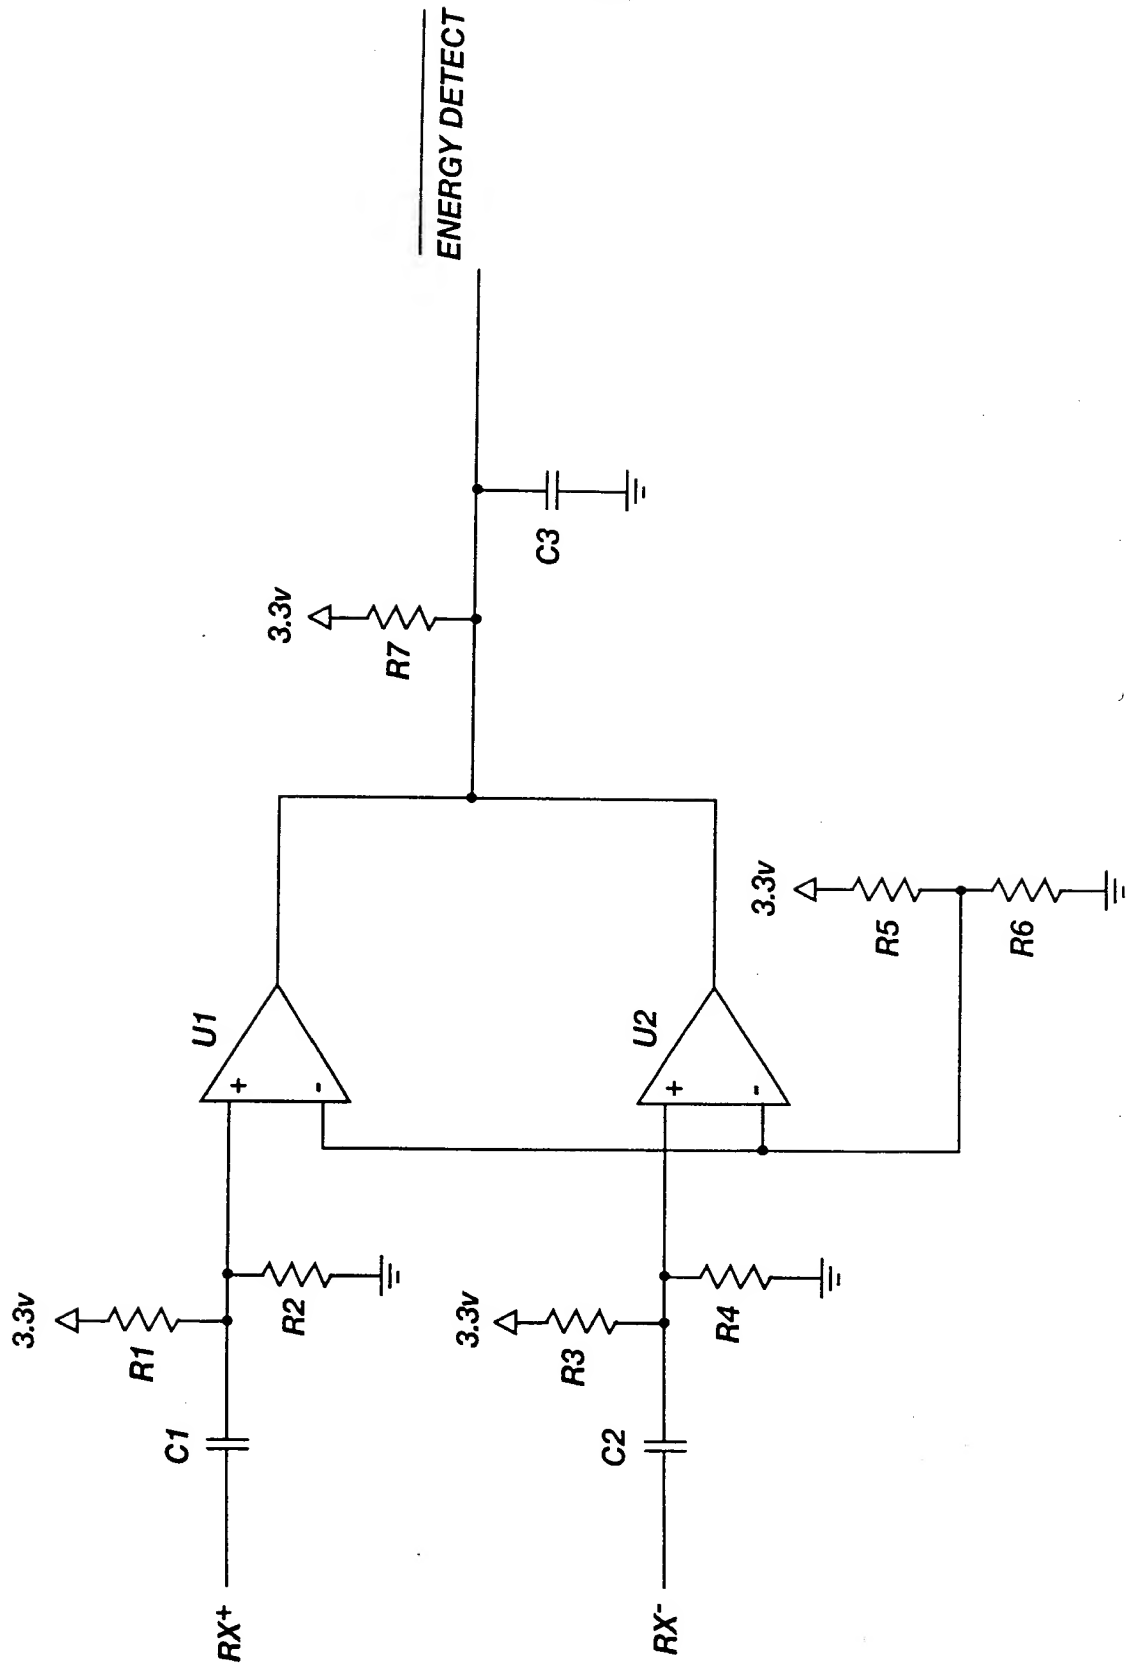 3.3v
R1
C1
RX+
R2
U1
+
-
3.3v
R3
C2
RX-
R4
U2
+
-
3.3v
R5
R6
3.3v
R7
C3
ENERGY DETECT